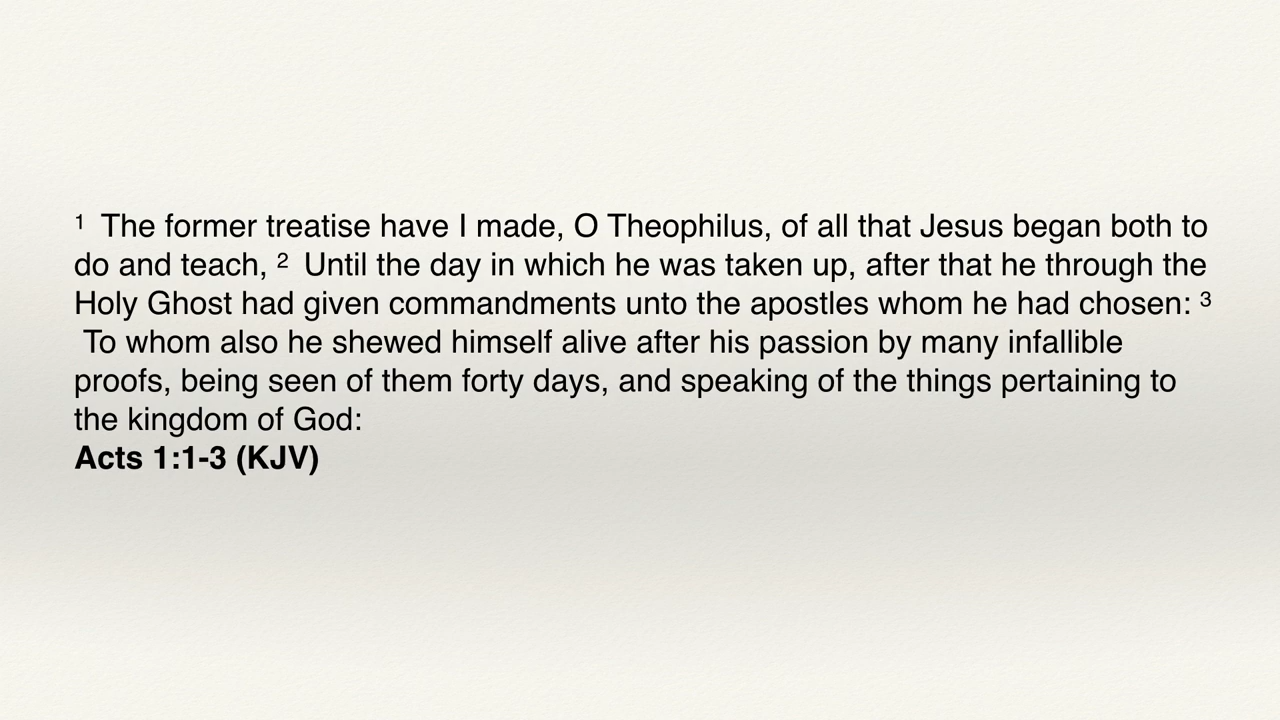 ¹ The former treatise have I made, O Theophilus, of all that Jesus began both to
do and teach, ² Until the day in which he was taken up, after that he through the
Holy Ghost had given commandments unto the apostles whom he had chosen: ³
To whom also he shewed himself alive after his passion by many infallible
proofs, being seen of them forty days, and speaking of the things pertaining to
the kingdom of God:
Acts 1:1-3 (KJV)